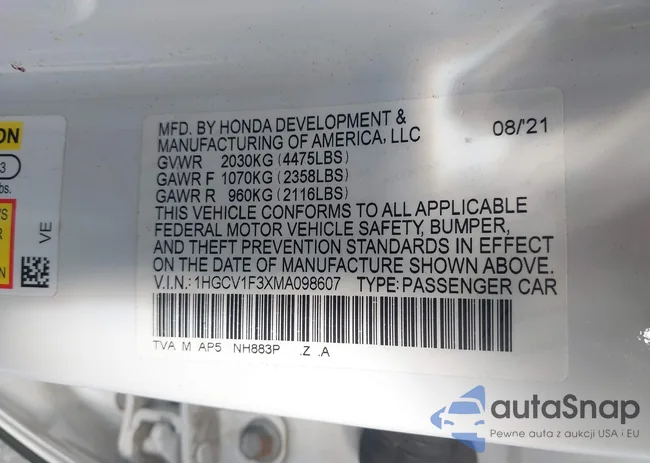 ON
3
bs.
'S
R
N
VE
MFD. BY HONDA DEVELOPMENT &
MANUFACTURING OF AMERICA, LLC 08/'21
GVWR 2030KG (4475LBS)
GAWR F 1070KG (2358LBS)
GAWR R 960KG (2116LBS)
THIS VEHICLE CONFORMS TO ALL APPLICABLE
FEDERAL MOTOR VEHICLE SAFETY, BUMPER,
AND THEFT PREVENTION STANDARDS IN EFFECT
ON THE DATE OF MANUFACTURE SHOWN ABOVE.
V.I.N.: 1HGCV1F3XMA098607 TYPE: PASSENGER CAR
TVA M AP5 NH883P .Z .A
autaSnap
Pewne auta z aukcji USA i EU